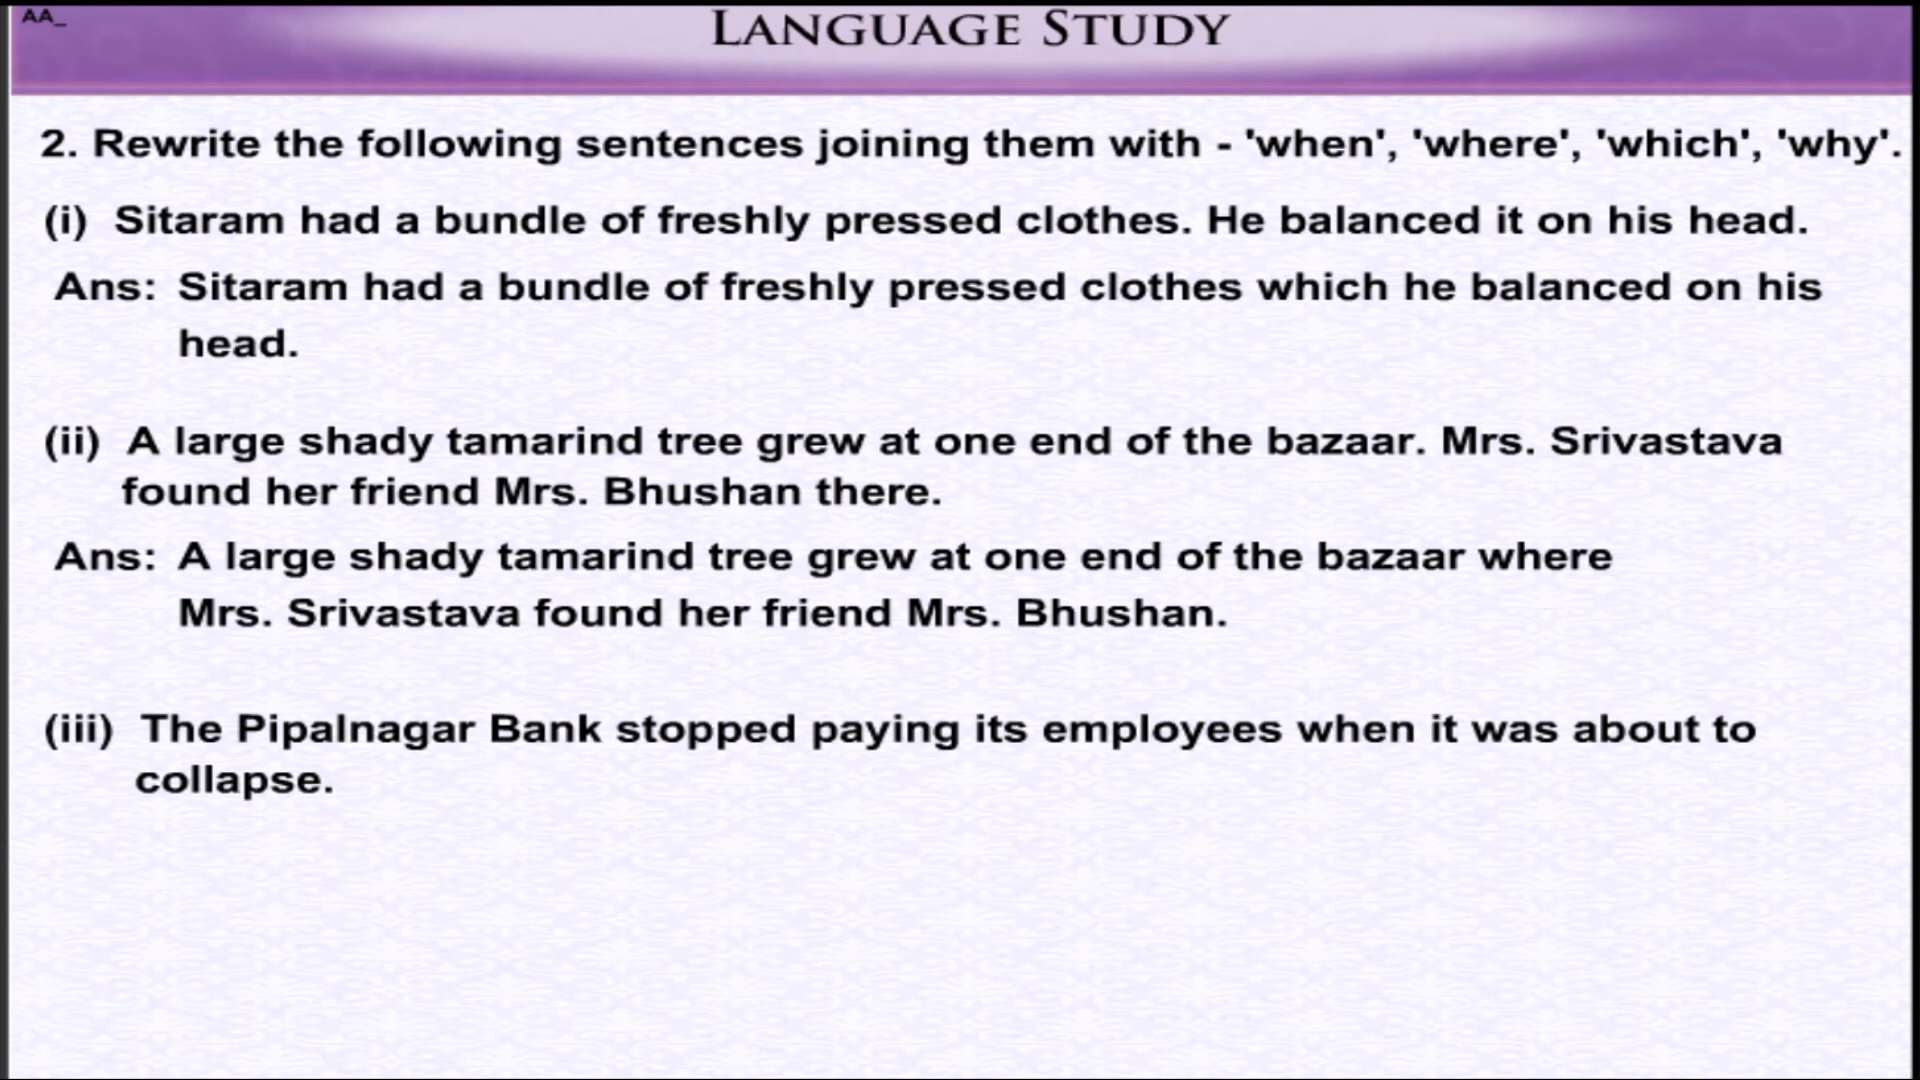 AA_
LANGUAGE STUDY
2. Rewrite the following sentences joining them with - 'when', 'where', 'which', 'why'.
(i) Sitaram had a bundle of freshly pressed clothes. He balanced it on his head.
Ans: Sitaram had a bundle of freshly pressed clothes which he balanced on his
head.
(ii) A large shady tamarind tree grew at one end of the bazaar. Mrs. Srivastava
found her friend Mrs. Bhushan there.
Ans: A large shady tamarind tree grew at one end of the bazaar where
Mrs. Srivastava found her friend Mrs. Bhushan.
(iii) The Pipalnagar Bank stopped paying its employees when it was about to
collapse.